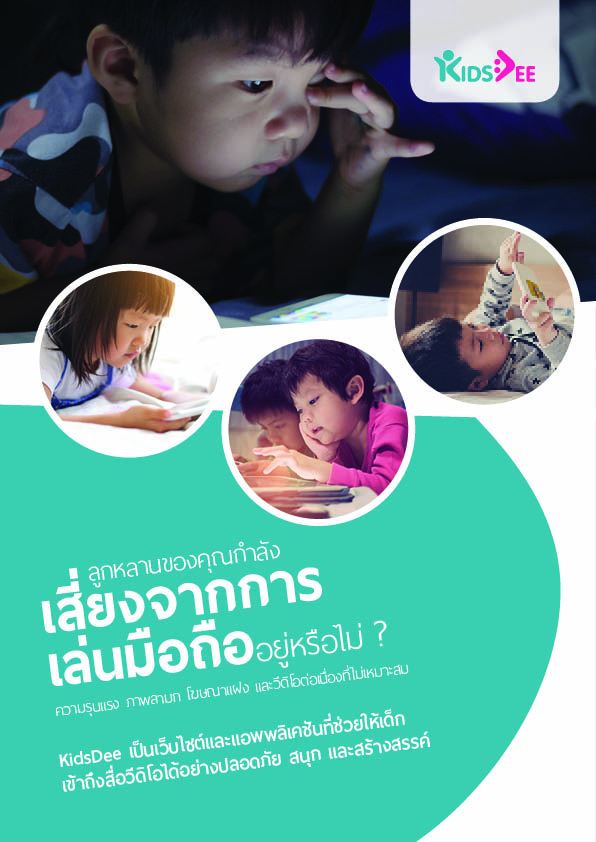 KIDSDEE
ลูกหลานของคุณกำลัง
เสี่ยงจากการ
เล่นมือถืออยู่หรือไม่ ?
ความรุนแรง ภาพลามก โฆษณาแฝง และวีดิโอต่อเนื่องที่ไม่เหมาะสม
KidsDee เป็นเว็บไซต์และแอพพลิเคชันที่ช่วยให้เด็ก
เข้าถึงสื่อวีดิโอได้อย่างปลอดภัย สนุก และสร้างสรรค์